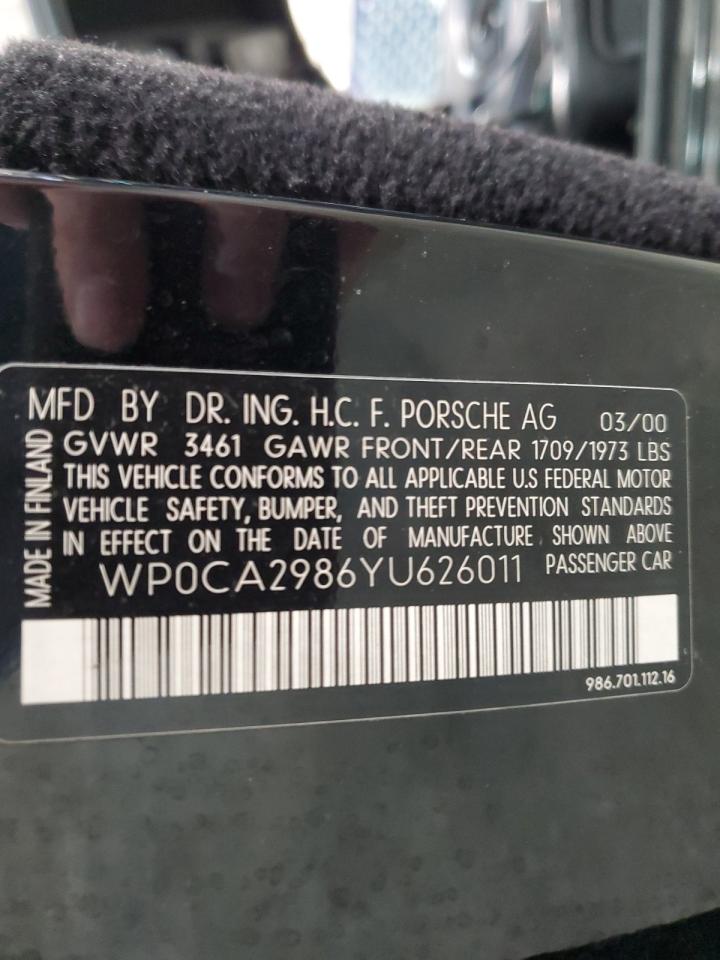 MFD BY DR. ING. H.C. F. PORSCHE AG 03/00
GVWR 3461 GAWR FRONT/REAR 1709/1973 LBS
THIS VEHICLE CONFORMS TO ALL APPLICABLE U.S FEDERAL MOTOR
VEHICLE SAFETY, BUMPER, AND THEFT PREVENTION STANDARDS
IN EFFECT ON THE DATE OF MANUFACTURE SHOWN ABOVE
WP0CA2986YU626011 PASSENGER CAR
MADE IN FINLAND
986.701.112.16